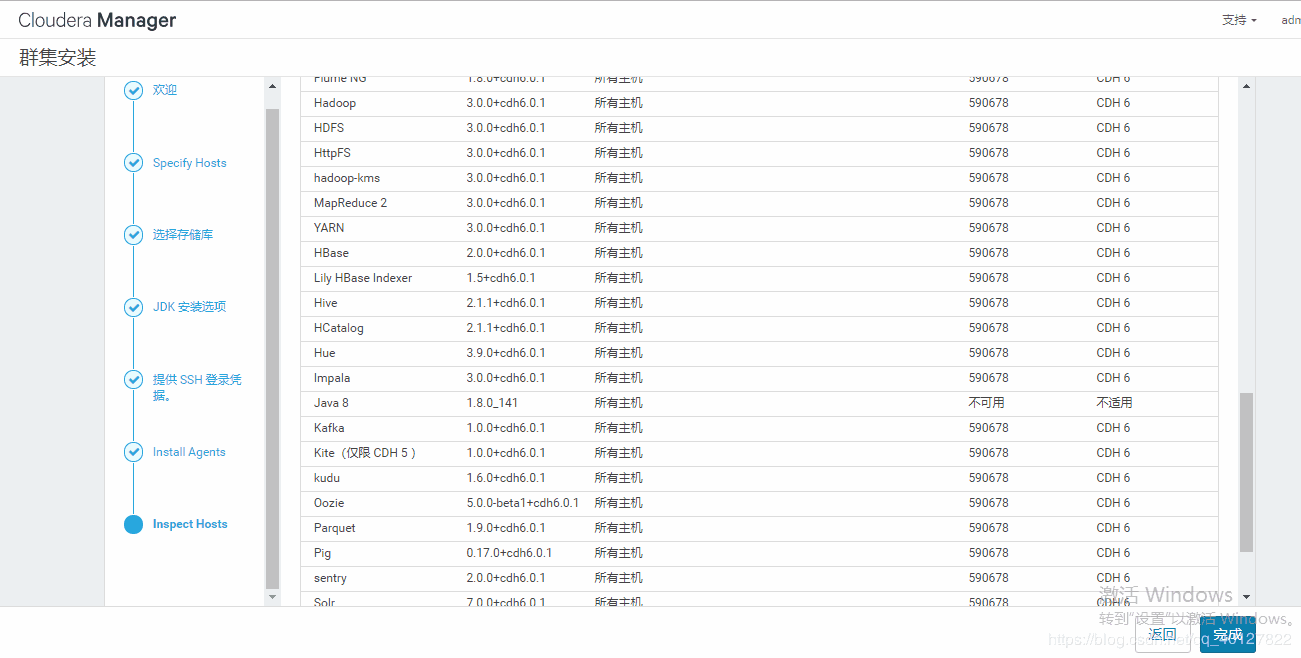 Cloudera Manager
支持
adm
群集安装
欢迎
Specify Hosts
选择存储库
JDK 安装选项
提供 SSH 登录凭
据。
Install Agents
Inspect Hosts
Flume NG 1.8.0+cdh6.0.1 所有主机 590678 CDH 6
Hadoop 3.0.0+cdh6.0.1 所有主机 590678 CDH 6
HDFS 3.0.0+cdh6.0.1 所有主机 590678 CDH 6
HttpFS 3.0.0+cdh6.0.1 所有主机 590678 CDH 6
hadoop-kms 3.0.0+cdh6.0.1 所有主机 590678 CDH 6
MapReduce 2 3.0.0+cdh6.0.1 所有主机 590678 CDH 6
YARN 3.0.0+cdh6.0.1 所有主机 590678 CDH 6
HBase 2.0.0+cdh6.0.1 所有主机 590678 CDH 6
Lily HBase Indexer 1.5+cdh6.0.1 所有主机 590678 CDH 6
Hive 2.1.1+cdh6.0.1 所有主机 590678 CDH 6
HCatalog 2.1.1+cdh6.0.1 所有主机 590678 CDH 6
Hue 3.9.0+cdh6.0.1 所有主机 590678 CDH 6
Impala 3.0.0+cdh6.0.1 所有主机 590678 CDH 6
Java 8 1.8.0_141 所有主机 不可用 不适用
Kafka 1.0.0+cdh6.0.1 所有主机 590678 CDH 6
Kite（仅限 CDH 5 ） 1.0.0+cdh6.0.1 所有主机 590678 CDH 6
kudu 1.6.0+cdh6.0.1 所有主机 590678 CDH 6
Oozie 5.0.0-beta1+cdh6.0.1 所有主机 590678 CDH 6
Parquet 1.9.0+cdh6.0.1 所有主机 590678 CDH 6
Pig 0.17.0+cdh6.0.1 所有主机 590678 CDH 6
sentry 2.0.0+cdh6.0.1 所有主机 590678 CDH 6
Solr 7.0.0+cdh6.0.1 所有主机 590678 CDH 6
激活 Windows
转到"设置"以激活 Windows。
返回
完成
https://blog.csdn.net/qq_40127822